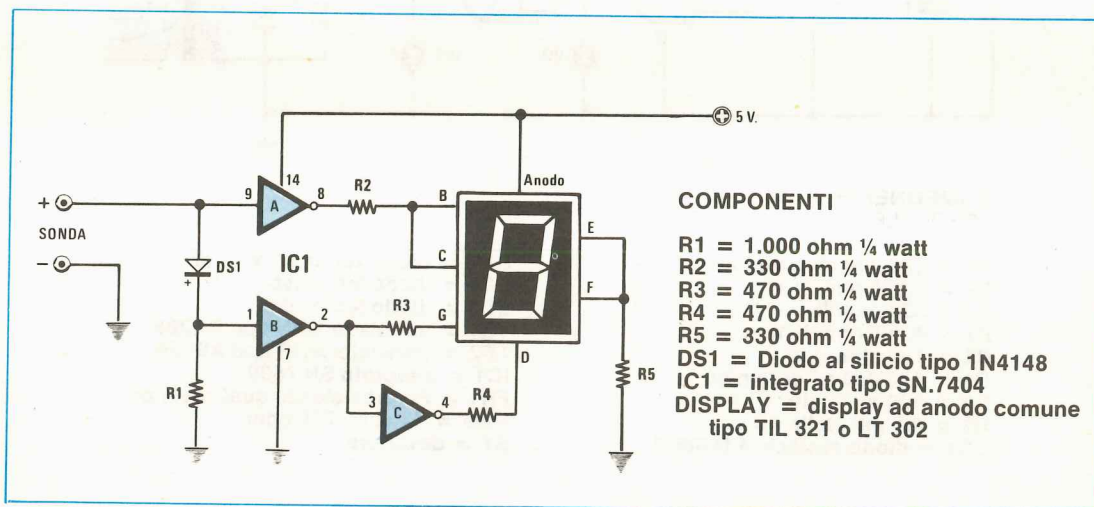 5 V.
Anodo
14
9
A
8
R2
B
+
SONDA
-
C
E
F
DS1
+
IC1
1
B
2
R3
G
D
7
R1
3
C
4
R4
R5
COMPONENTI
R1 = 1.000 ohm ¼ watt
R2 = 330 ohm ¼ watt
R3 = 470 ohm ¼ watt
R4 = 470 ohm ¼ watt
R5 = 330 ohm ¼ watt
DS1 = Diodo al silicio tipo 1N4148
IC1 = integrato tipo SN.7404
DISPLAY = display ad anodo comune
tipo TIL 321 o LT 302